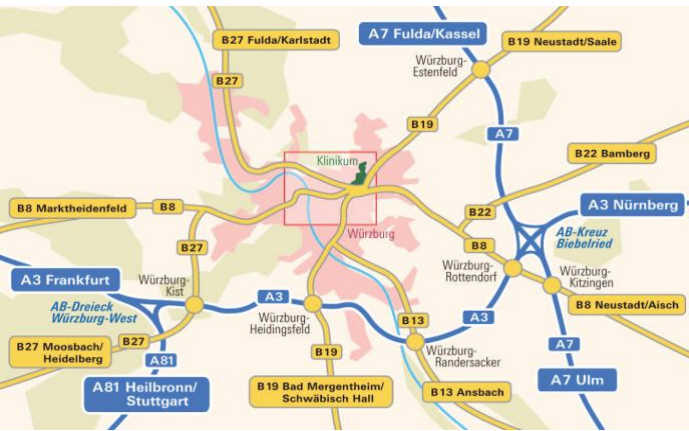 B27 Fulda/Karlstadt
A7 Fulda/Kassel
B19 Neustadt/Saale
Würzburg-
Estenfeld
B27
B19
A7
B22 Bamberg
Klinikum
B8 Marktheidenfeld
B8
B22
A3 Nürnberg
Würzburg
AB-Kreuz
Biebelried
B27
B8
A3 Frankfurt
Würzburg-
Kist
Würzburg-
Rottendorf
Würzburg-
Kitzingen
AB-Dreieck
Würzburg-West
A3
Würzburg-
Heidingsfeld
B13
A3
B8 Neustadt/Aisch
B27 Moosbach/
Heidelberg
B27
A81
B19
Würzburg-
Randersacker
A7
A81 Heilbronn/
Stuttgart
B19 Bad Mergentheim/
Schwäbisch Hall
B13 Ansbach
A7 Ulm